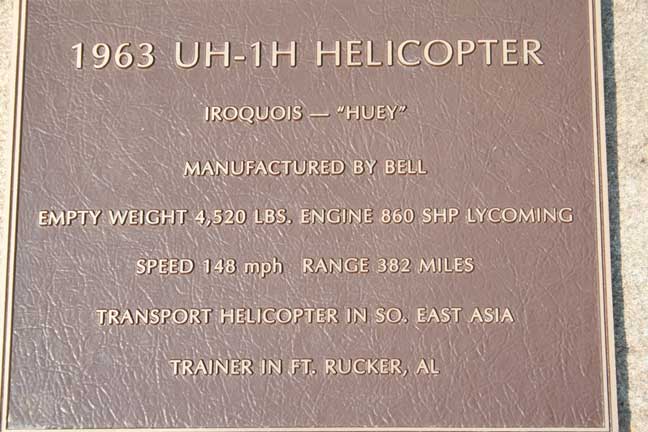 1963 UH-1H HELICOPTER
IROQUOIS — "HUEY"
MANUFACTURED BY BELL
EMPTY WEIGHT 4,520 LBS. ENGINE 860 SHP LYCOMING
SPEED 148 mph RANGE 382 MILES
TRANSPORT HELICOPTER IN SO. EAST ASIA
TRAINER IN FT. RUCKER, AL